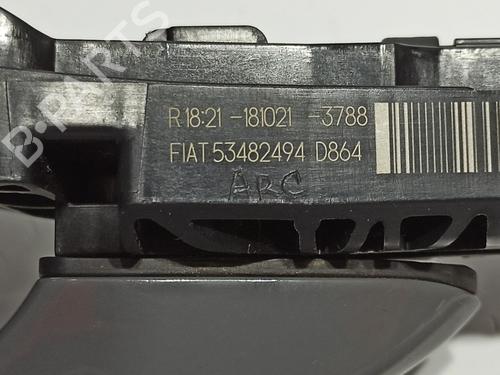 R 18:21 -181021 -3788
FIAT 53482494 D864
ARC
B-PARTS